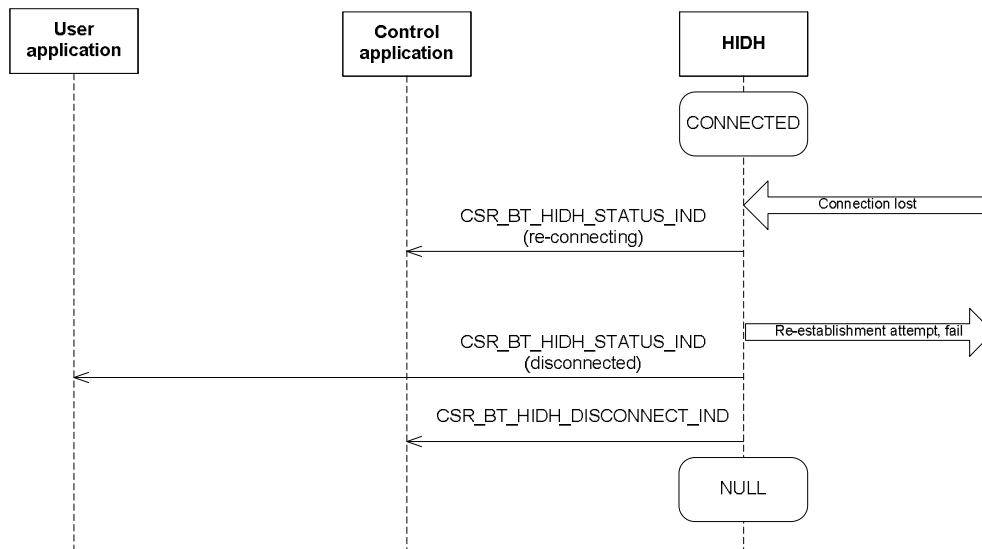 User
application
Control
application
HIDH
CONNECTED
Connection lost
CSR_BT_HIDH_STATUS_IND
(re-connecting)
Re-establishment attempt, fail
CSR_BT_HIDH_STATUS_IND
(disconnected)
CSR_BT_HIDH_DISCONNECT_IND
NULL